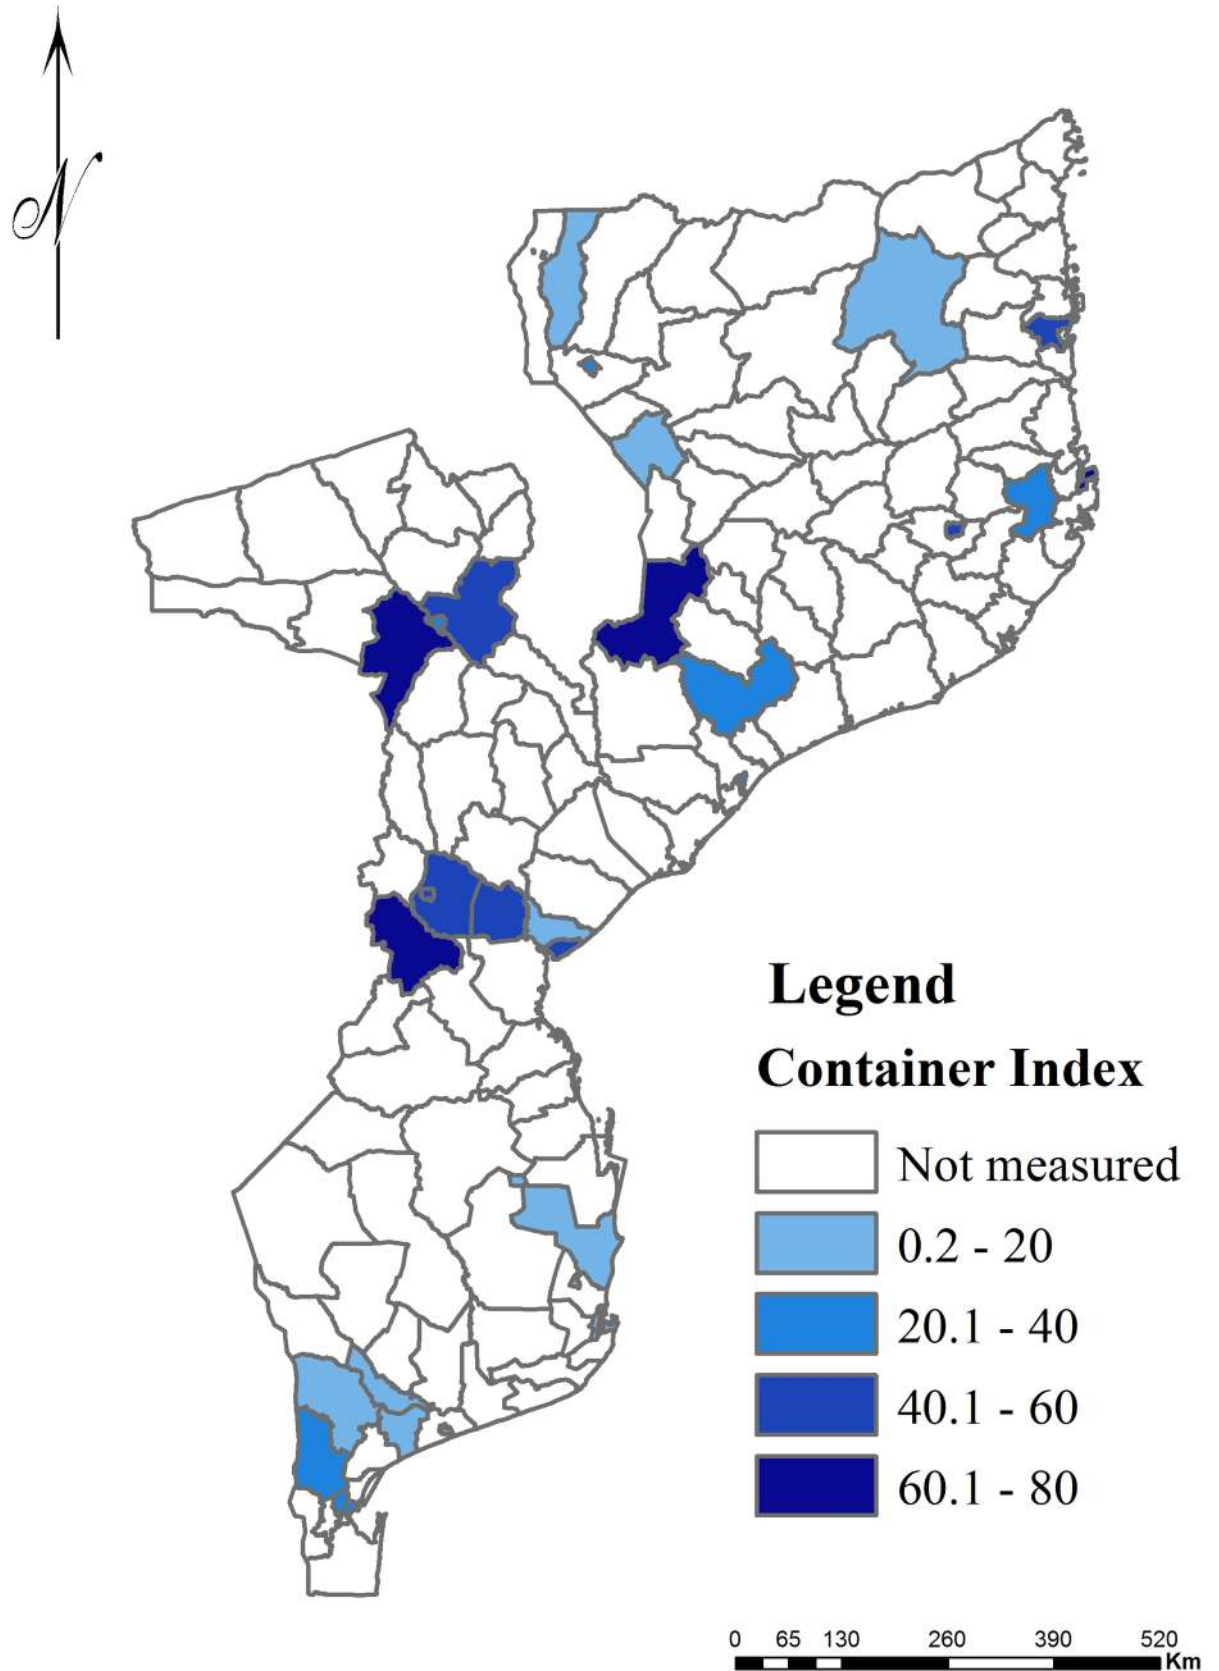 N
Legend
Container Index
Not measured
0.2 - 20
20.1 - 40
40.1 - 60
60.1 - 80
0 65 130 260 390 520
Km